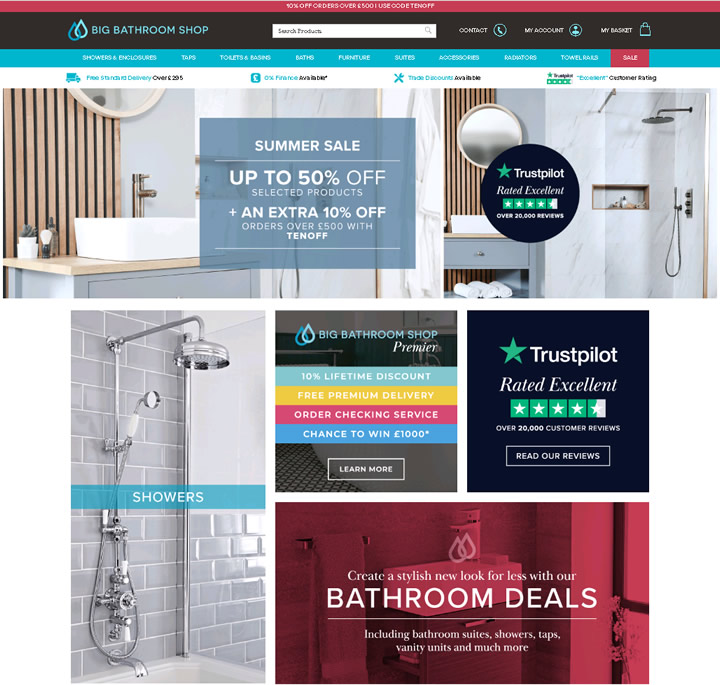 10% OFF ORDERS OVER £500 | USE CODE TENOFF
BIG BATHROOM SHOP
Search Products
CONTACT
MY ACCOUNT
MY BASKET
SHOWERS & ENCLOSURES
TAPS
TOILETS & BASINS
BATHS
FURNITURE
SUITES
ACCESSORIES
RADIATORS
TOWEL RAILS
SALE
Free Standard Delivery Over £295
0% Finance Available*
Trade Discounts Available
Trustpilot
"Excellent" Customer Rating
SUMMER SALE
UP TO 50% OFF
SELECTED PRODUCTS
+ AN EXTRA 10% OFF
ORDERS OVER £500 WITH
TENOFF
Trustpilot
Rated Excellent
OVER 20,000 REVIEWS
SHOWERS
BIG BATHROOM SHOP
Premier
10% LIFETIME DISCOUNT
FREE PREMIUM DELIVERY
ORDER CHECKING SERVICE
CHANCE TO WIN £1000*
LEARN MORE
Trustpilot
Rated Excellent
OVER 20,000 CUSTOMER REVIEWS
READ OUR REVIEWS
Create a stylish new look for less with our
BATHROOM DEALS
Including bathroom suites, showers, taps,
vanity units and much more